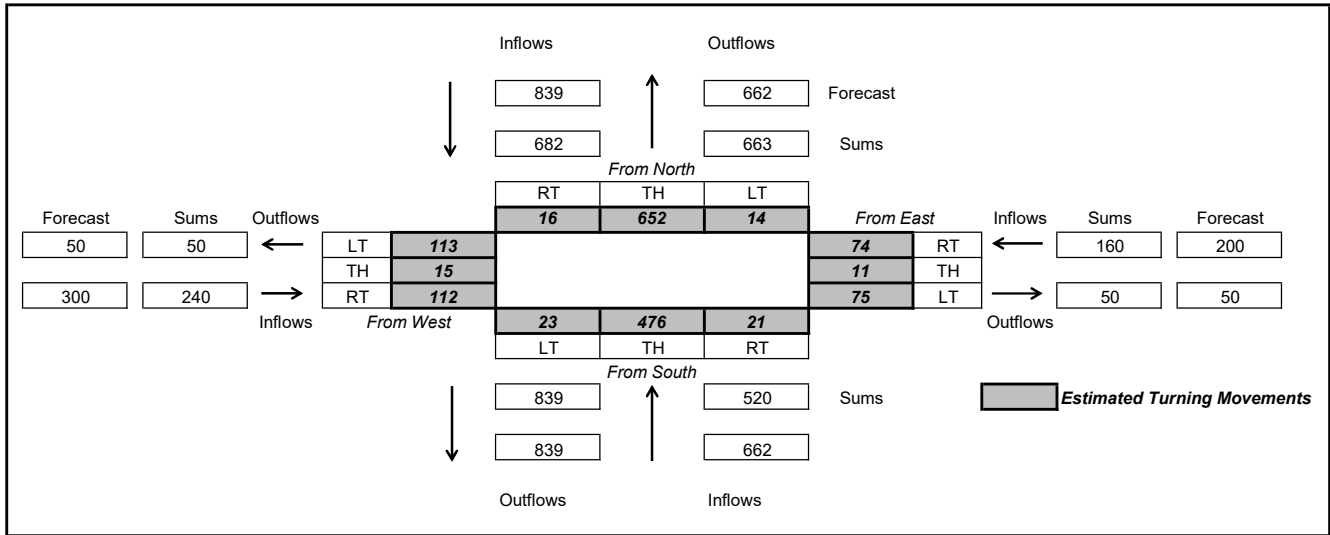 Inflows Outflows
839 662 Forecast
682 663 Sums
From North
RT TH LT
Forecast Sums Outflows 16 652 14 From East Inflows Sums Forecast
50 50 LT 113 74 RT 160 200
TH 15 11 TH
300 240 RT 112 75 LT 50 50
Inflows From West 23 476 21 Outflows
LT TH RT
From South
839 520 Sums
Estimated Turning Movements
839 662
Outflows Inflows